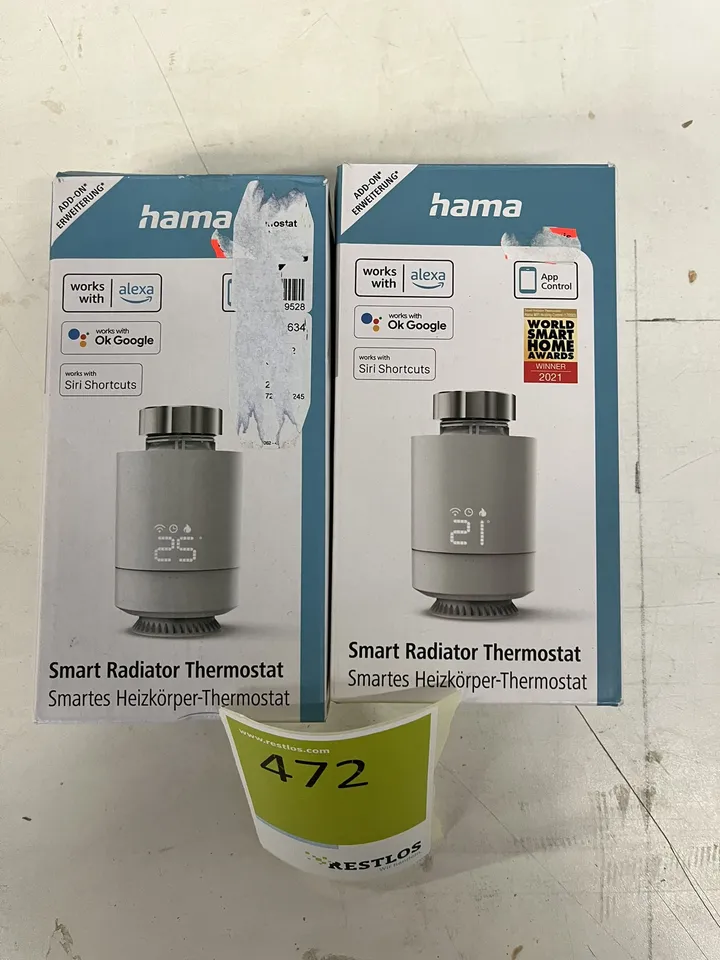 ADD-ON*
ERWEITERUNG*
hama
mostat
works
with
alexa
9528
634
works with
Ok Google
works with
Siri Shortcuts
245
25
Smart Radiator Thermostat
Smartes Heizkörper-Thermostat
ADD-ON*
ERWEITERUNG*
hama
works
with
alexa
App
Control
works with
Ok Google
works with
Siri Shortcuts
WORLD
SMART
HOME
AWARDS
WINNER
2021
21
Smart Radiator Thermostat
Smartes Heizkörper-Thermostat
www.restlos.com
472
RESTLOS